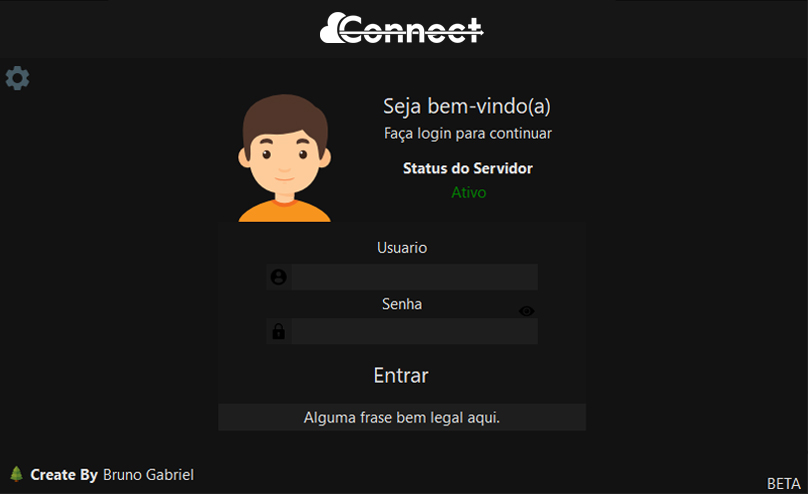 Connect
Seja bem-vindo(a)
Faça login para continuar
Status do Servidor
Ativo
Usuario
Senha
Entrar
Alguma frase bem legal aqui.
Create By Bruno Gabriel
BETA